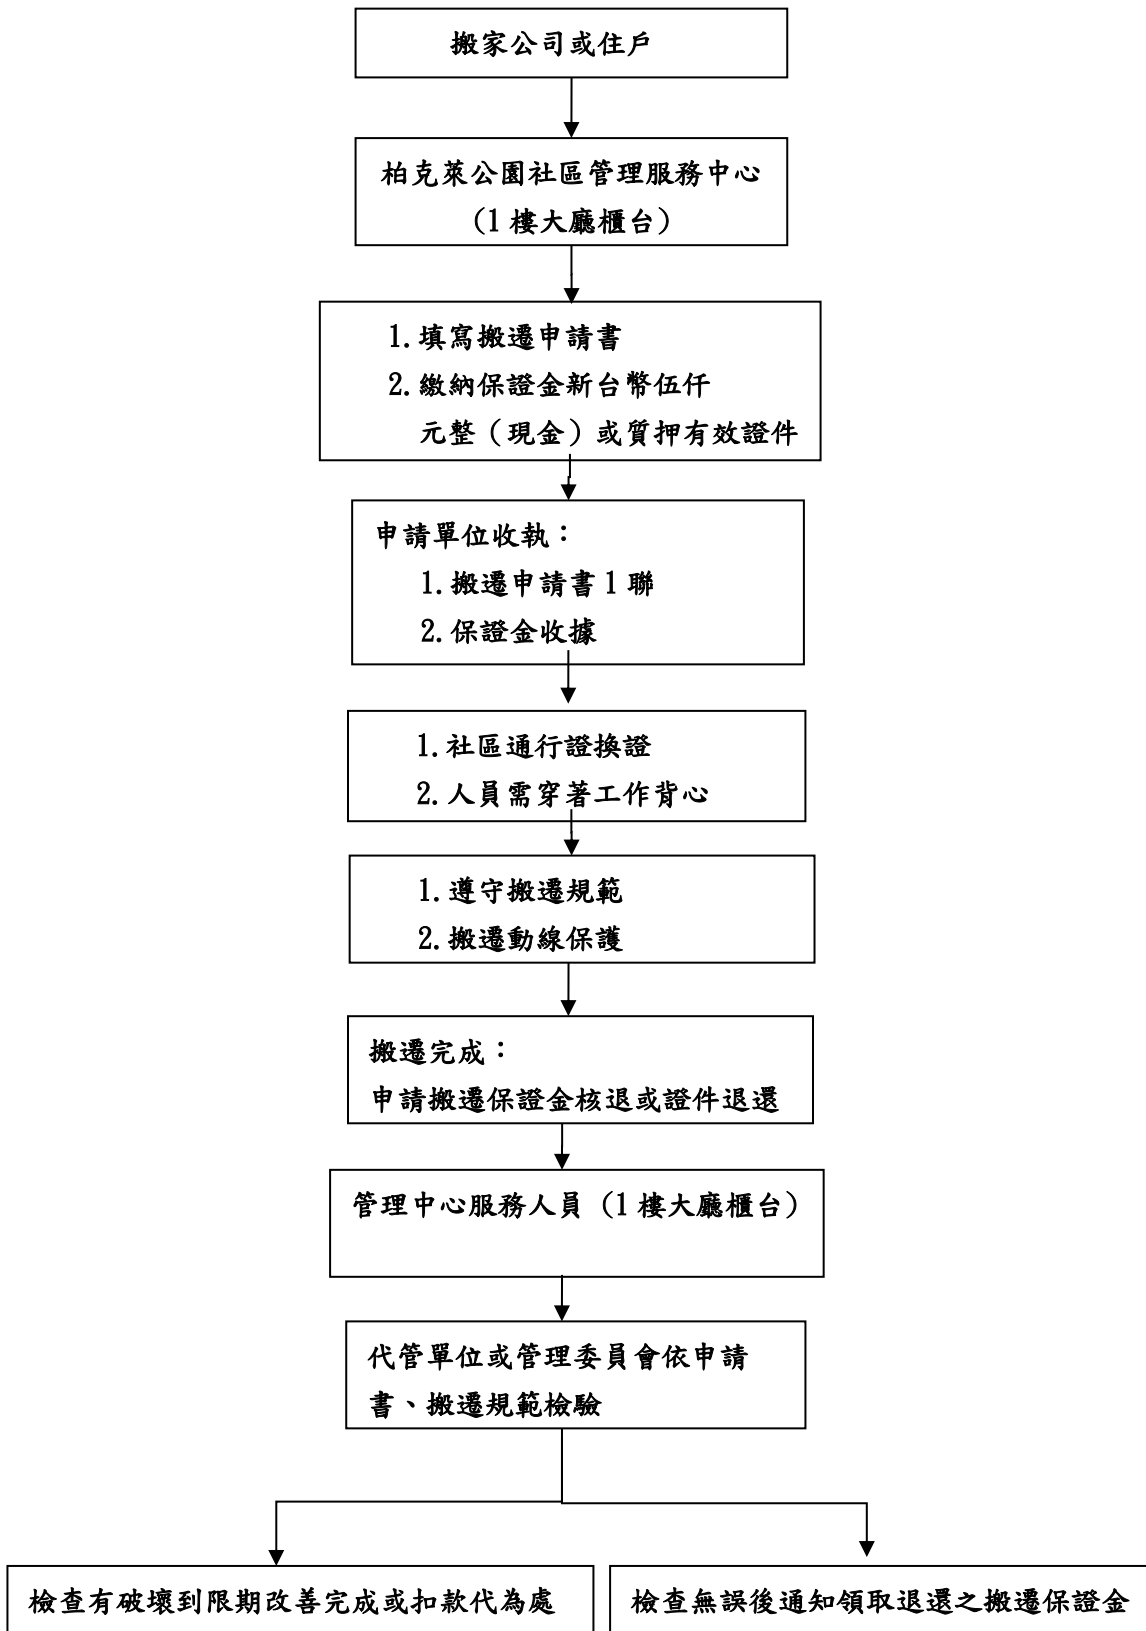 搬家公司或住戶
柏克萊公園社區管理服務中心
(1樓大廳櫃台)
1.填寫搬遷申請書
2.繳納保證金新台幣伍仟
元整（現金）或質押有效證件
申請單位收執：
1.搬遷申請書1聯
2.保證金收據
1.社區通行證換證
2.人員需穿著工作背心
1.遵守搬遷規範
2.搬遷動線保護
搬遷完成：
申請搬遷保證金核退或證件退還
管理中心服務人員(1樓大廳櫃台)
代管單位或管理委員會依申請
書、搬遷規範檢驗
檢查有破壞到限期改善完成或扣款代為處
檢查無誤後通知領取退還之搬遷保證金